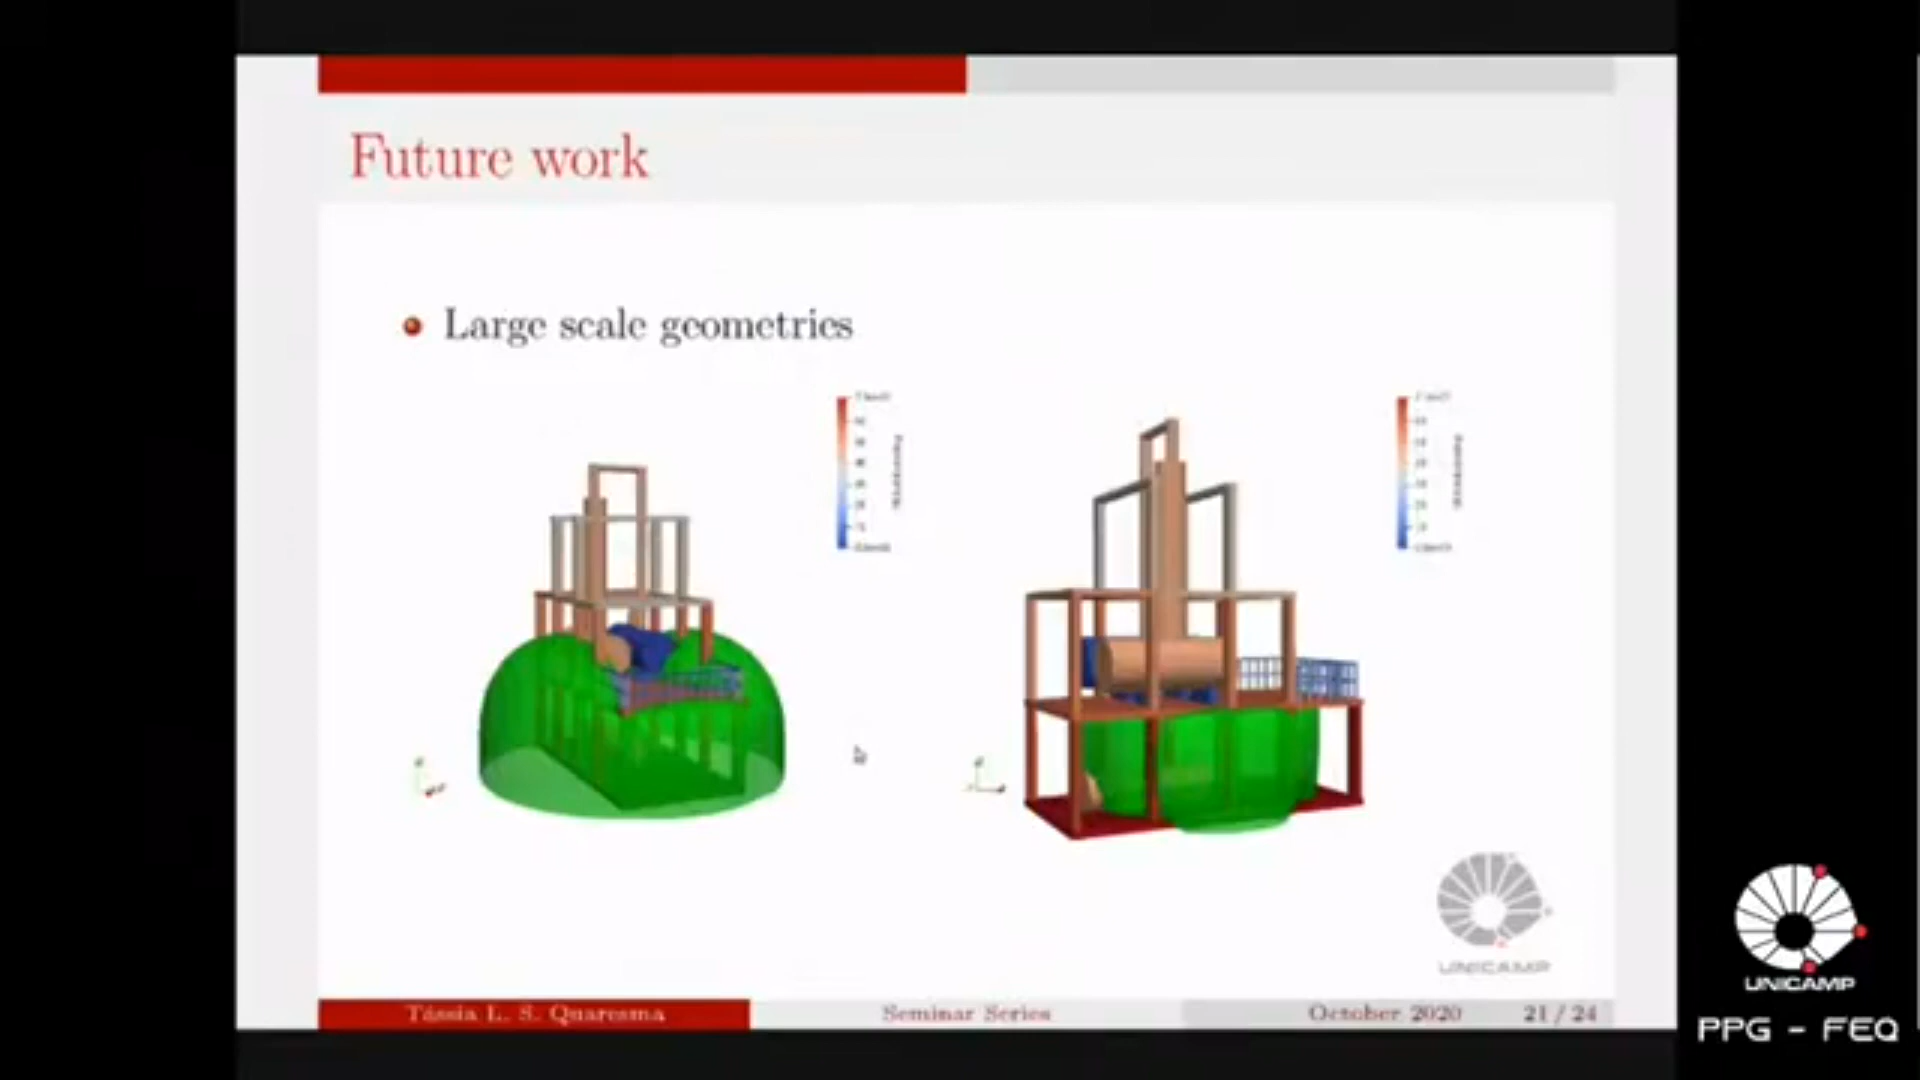 Future work
Large scale geometries
UNICAMP
Tássia L. S. Quaresma
Seminar Series
October 2020
21 / 24
UNICAMP
PPG - FEQ